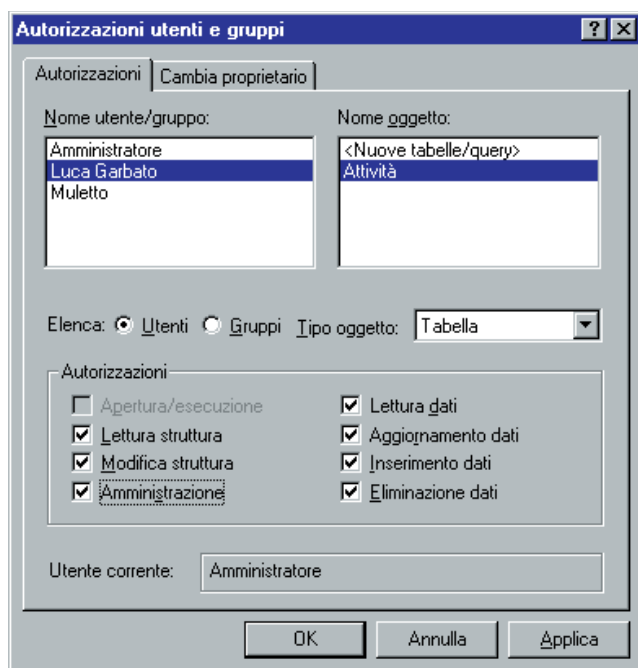 Autorizzazioni utenti e gruppi
Autorizzazioni Cambia proprietario
Nome utente/gruppo: Nome oggetto:
Amministratore <Nuove tabelle/query>
Luca Garbato Attività
Muletto
Elenca: Utenti Gruppi Tipo oggetto: Tabella
Autorizzazioni
Apertura/esecuzione Lettura dati
Lettura struttura Aggiornamento dati
Modifica struttura Inserimento dati
Amministrazione Eliminazione dati
Utente corrente: Amministratore
OK Annulla Applica